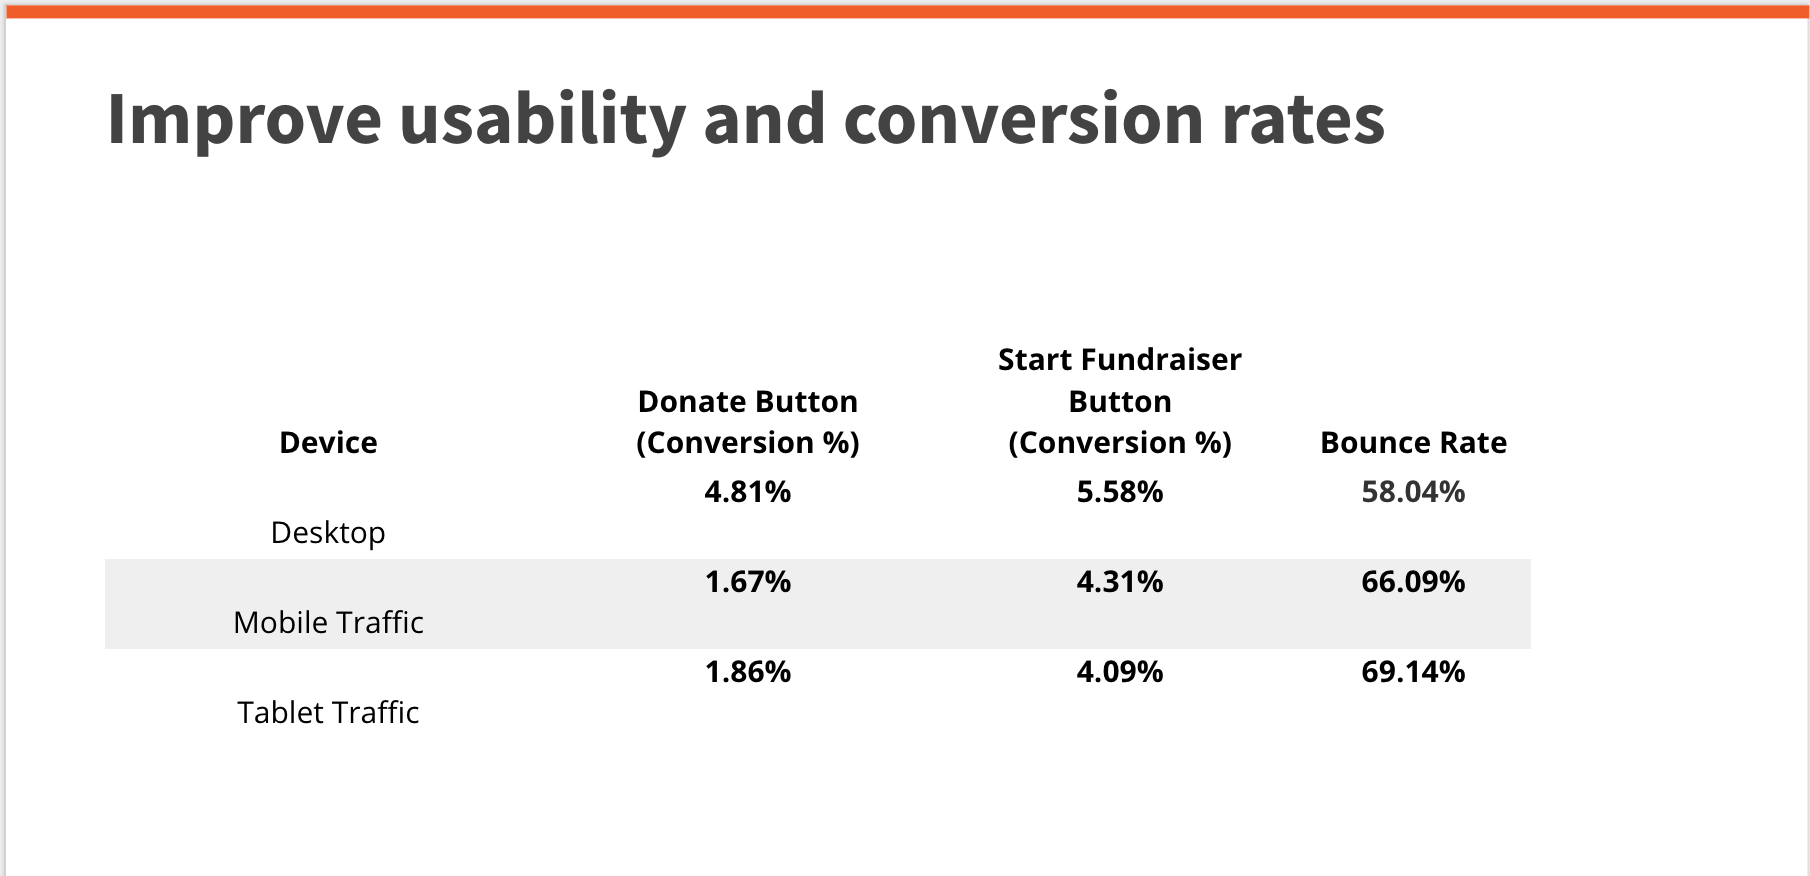 Improve usability and conversion rates
Start Fundraiser
Donate Button Button
Device (Conversion %) (Conversion %) Bounce Rate
4.81% 5.58% 58.04%
Desktop
1.67% 4.31% 66.09%
Mobile Traffic
1.86% 4.09% 69.14%
Tablet Traffic